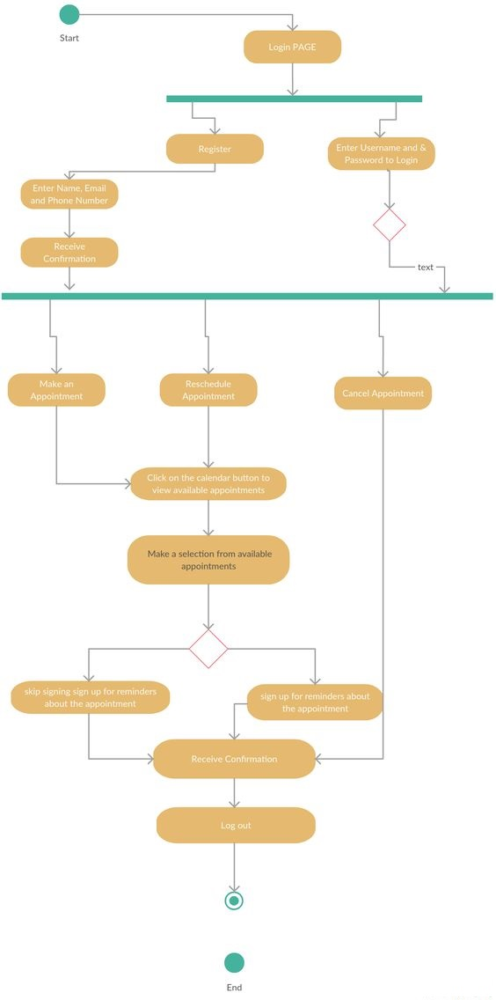 Start
Login PAGE
Register
Enter Username and &
Password to Login
Enter Name, Email
and Phone Number
Receive
Confirmation
text
Make an
Appointment
Reschedule
Appointment
Cancel Appointment
Click on the calendar button to
view available appointments
Make a selection from available
appointments
skip signing sign up for reminders
about the appointment
sign up for reminders about
the appointment
Receive Confirmation
Log out
End